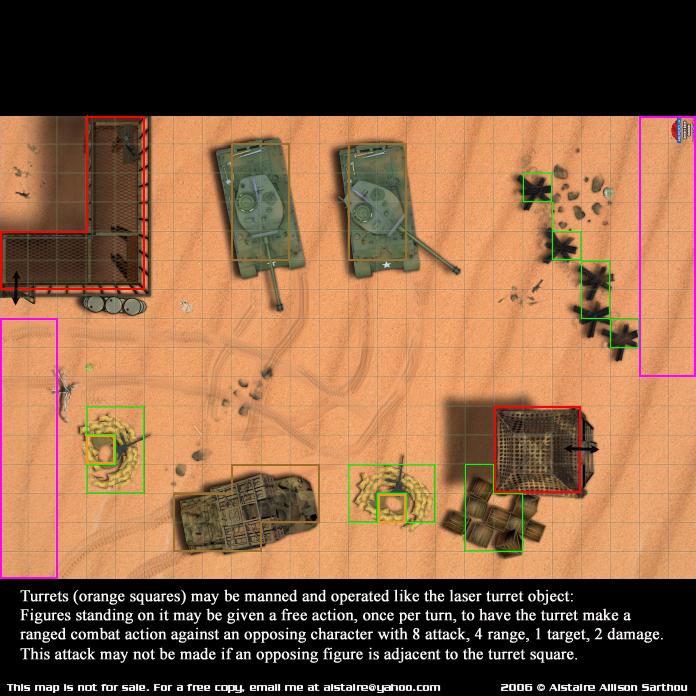 Turrets (orange squares) may be manned and operated like the laser turret object:
Figures standing on it may be given a free action, once per turn, to have the turret make a
ranged combat action against an opposing character with 8 attack, 4 range, 1 target, 2 damage.
This attack may not be made if an opposing figure is adjacent to the turret square.
This map is not for sale. For a free copy, email me at alstaire@yahoo.com 2006 © Alstaire Allison Sarthou